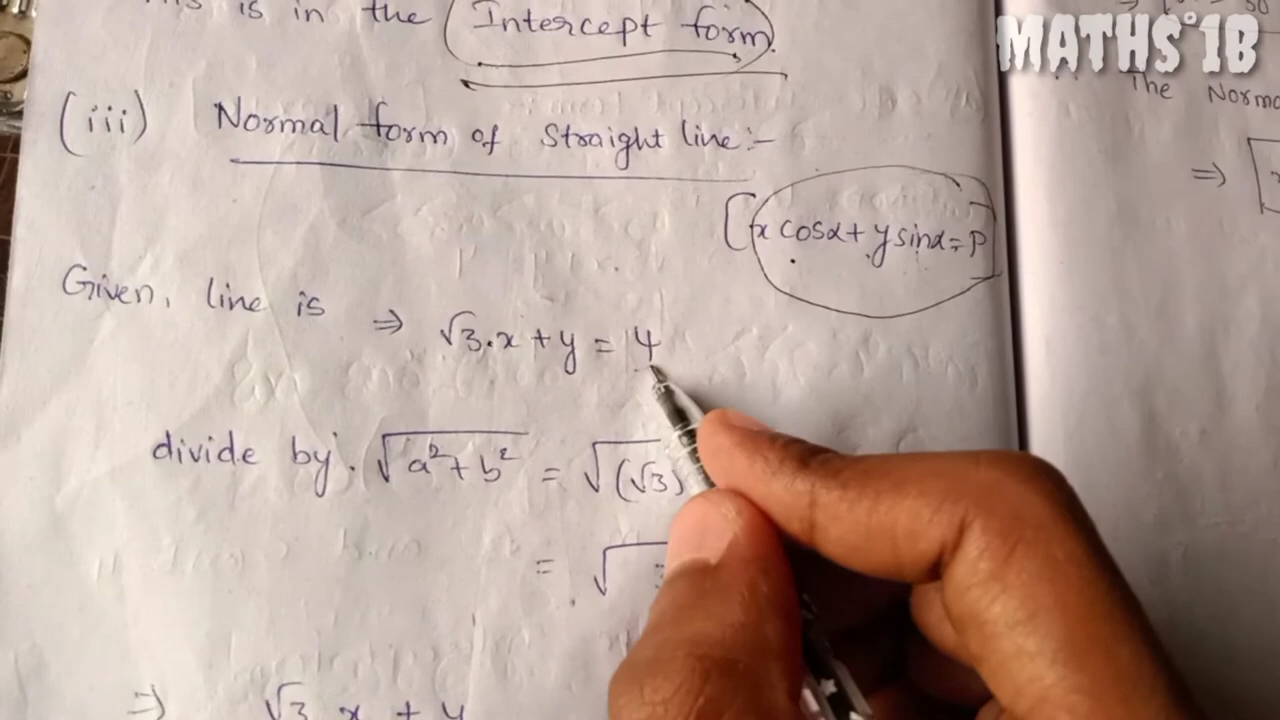 is in the Intercept form.
(iii) Normal form of straight line:-
[x cosα + y sinα = P]
Given, line is ⇒ √3.x + y = 4
divide by. √a²+b² = √(√3)
= √
⇒ √3 x + y
MATHS 1B
The
⇒